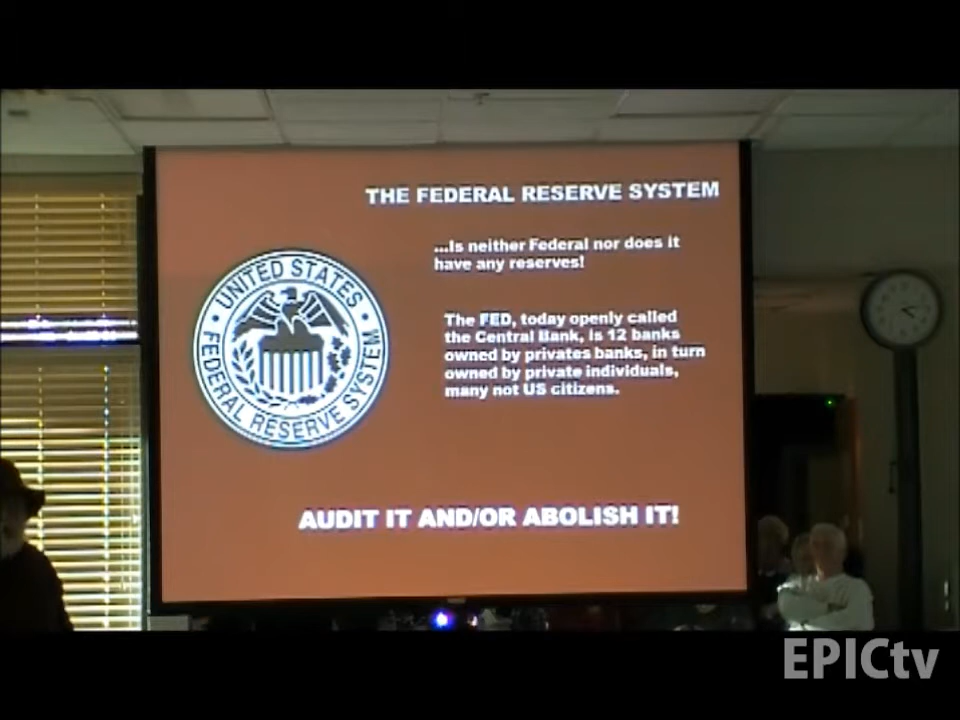 THE FEDERAL RESERVE SYSTEM
...Is neither Federal nor does it
have any reserves!
UNITED STATES
FEDERAL RESERVE SYSTEM
The FED, today openly called
the Central Bank, is 12 banks
owned by privates banks, in turn
owned by private individuals,
many not US citizens.
AUDIT IT AND/OR ABOLISH IT!
EPICtv